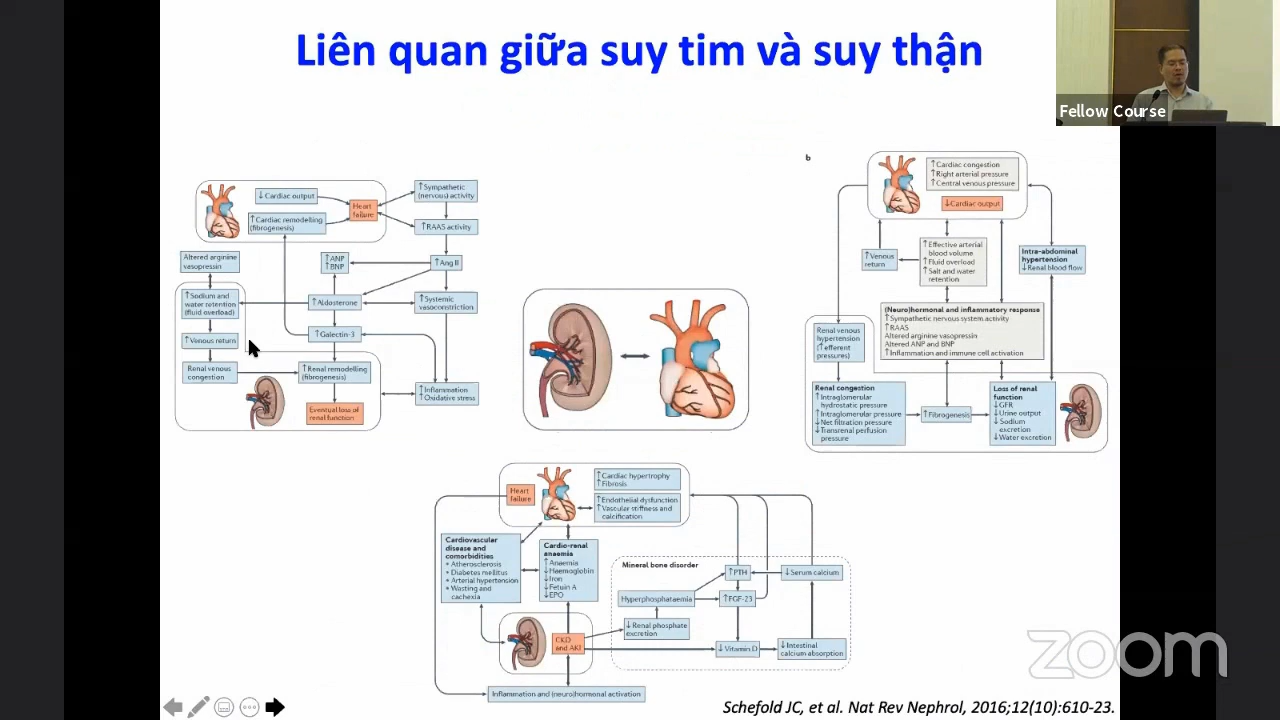 Liên quan giữa suy tim và suy thận
Fellow Course
↓Cardiac output
↑Cardiac remodelling
(fibrogenesis)
Heart
failure
↑Sympathetic
(nervous) activity
↑RAAS activity
Altered arginine
vasopressin
↑ANP
↑BNP
↑Ang II
↑Sodium and
water retention
(fluid overload)
↑Aldosterone
↑Systemic
vasoconstriction
↑Venous return
↑Galectin-3
Renal venous
congestion
↑Renal remodelling
(fibrogenesis)
Eventual loss of
renal function
↑Inflammation
↑Oxidative stress
b
↑Cardiac congestion
↑Right arterial pressure
↑Central venous pressure
↓Cardiac output
↑Venous
return
↑Effective arterial
blood volume
↑Fluid overload
↑Salt and water
retention
Intra-abdominal
hypertension
↓Renal blood flow
(Neuro)hormonal and inflammatory response
↑Sympathetic nervous system activity
↑RAAS
Altered arginine vasopressin
Altered ANP and BNP
↑Inflammation and immune cell activation
Renal venous
hypertension
(↑efferent
pressures)
Renal congestion
↑Intraglomerular
hydrostatic pressure
↑Intraglomerular pressure
↓Net filtration pressure
↓Transrenal perfusion
pressure
↑Fibrogenesis
Loss of renal
function
↓GFR
↓Urine output
↓Sodium
excretion
↓Water excretion
Heart
failure
↑Cardiac hypertrophy
↑Fibrosis
↑Endothelial dysfunction
↑Vascular stiffness and
calcification
Cardiovascular
disease and
comorbidities
• Atherosclerosis
• Diabetes mellitus
• Arterial hypertension
• Wasting and
cachexia
Cardio-renal
anaemia
↑Anaemia
↓Haemoglobin
↓Iron
↓Fetuin A
↓EPO
Mineral bone disorder
↑PTH
↓Serum calcium
Hyperphosphataemia
↑FGF-23
↓Renal phosphate
excretion
CKD
and AKI
↓Vitamin D
↓Intestinal
calcium absorption
Inflammation and (neuro)hormonal activation
zoom
Schefold JC, et al. Nat Rev Nephrol, 2016;12(10):610-23.